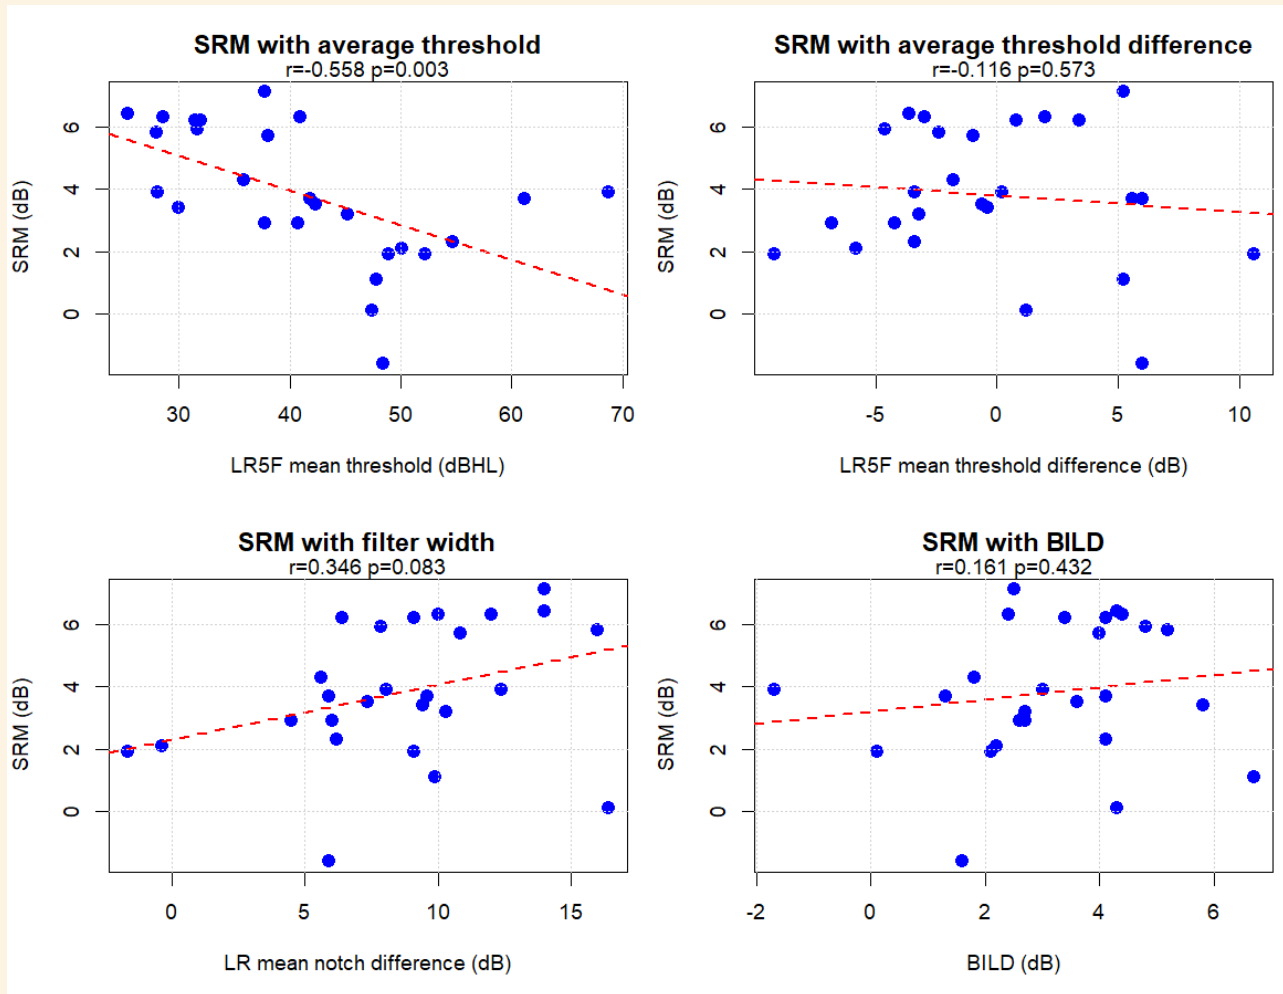 SRM with average threshold
r=-0.558 p=0.003
SRM (dB)
6
4
2
0
30 40 50 60 70
LR5F mean threshold (dBHL)
SRM with average threshold difference
r=-0.116 p=0.573
SRM (dB)
6
4
2
0
-5 0 5 10
LR5F mean threshold difference (dB)
SRM with filter width
r=0.346 p=0.083
SRM (dB)
6
4
2
0
0 5 10 15
LR mean notch difference (dB)
SRM with BILD
r=0.161 p=0.432
SRM (dB)
6
4
2
0
-2 0 2 4 6
BILD (dB)